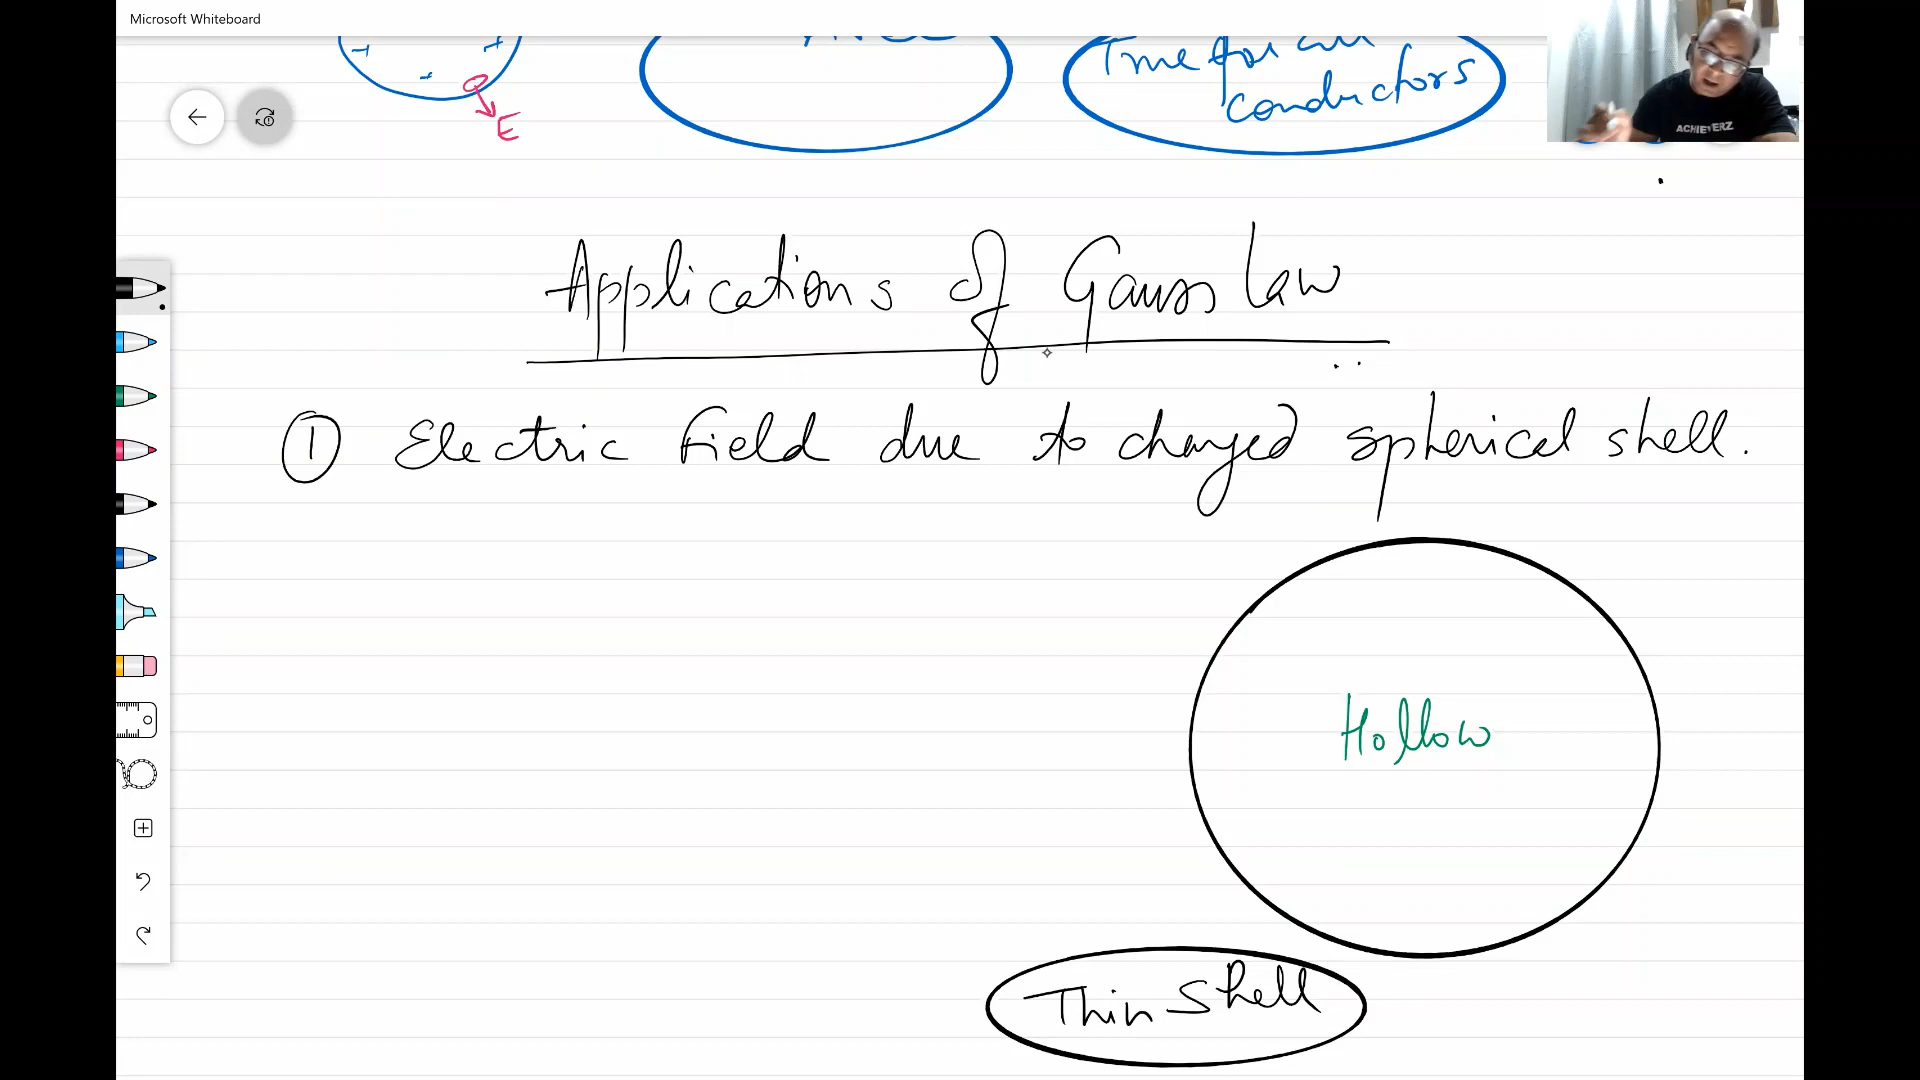 Microsoft Whiteboard
True for all
conductors
E
ACHIEVERZ
Applications of Gauss law
① Electric field due to charged spherical shell.
Hollow
Thin Shell